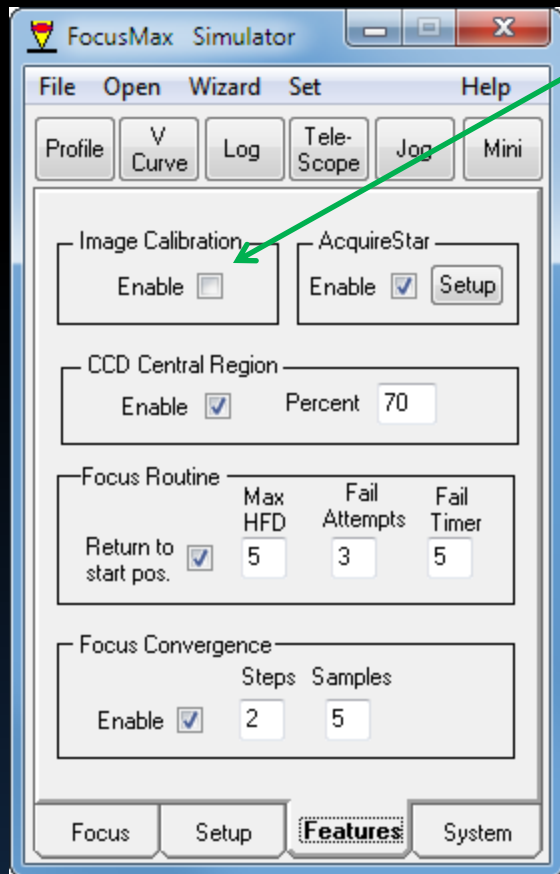 FocusMax Simulator
File Open Wizard Set Help
Profile V Curve Log Tele-Scope Jog Mini
Image Calibration
Enable
AcquireStar
Enable Setup
CCD Central Region
Enable Percent 70
Focus Routine
Max HFD Fail Attempts Fail Timer
Return to start pos. 5 3 5
Focus Convergence
Steps Samples
Enable 2 5
Focus Setup Features System